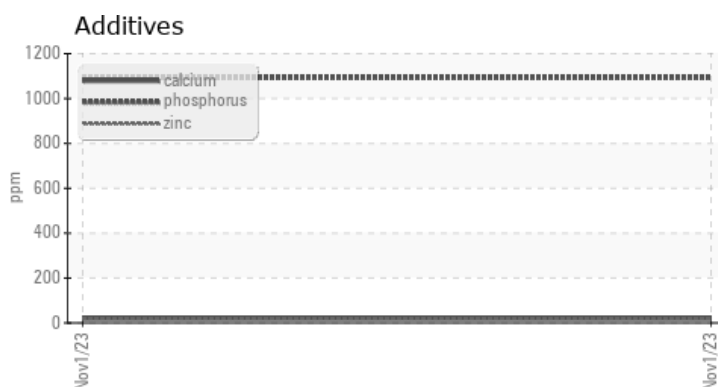 Additives
1200
1000
800
600
400
200
0
ppm
calcium
phosphorus
zinc
Nov1/23
Nov1/23